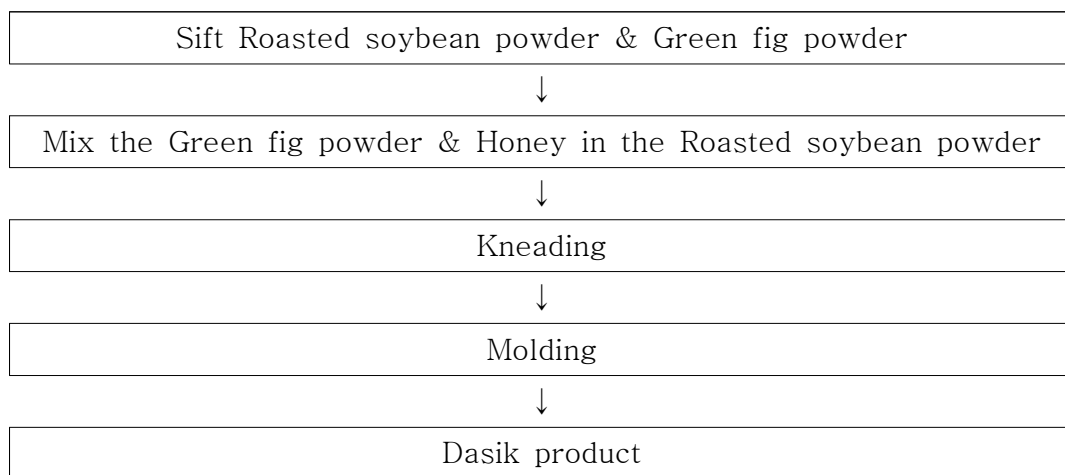 Sift Roasted soybean powder & Green fig powder
↓
Mix the Green fig powder & Honey in the Roasted soybean powder
↓
Kneading
↓
Molding
↓
Dasik product